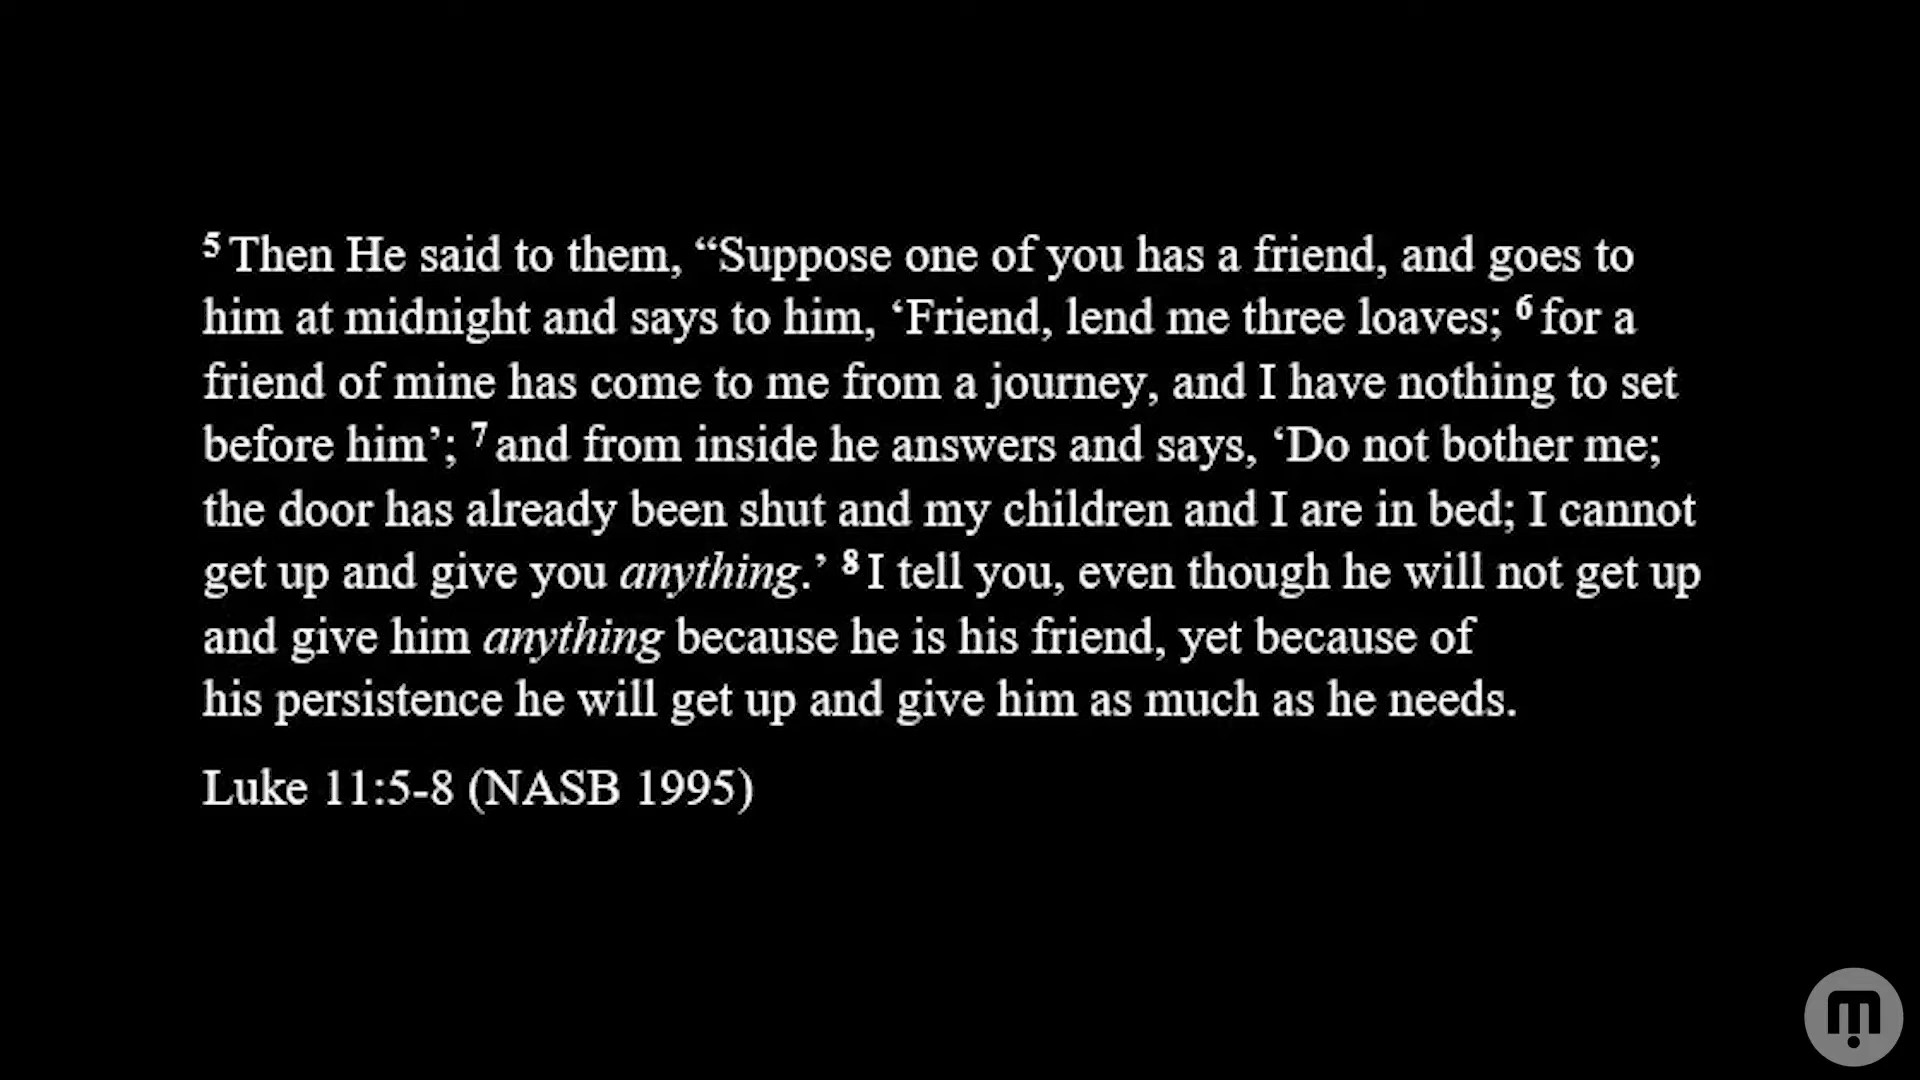 ⁵ Then He said to them, “Suppose one of you has a friend, and goes to
him at midnight and says to him, ‘Friend, lend me three loaves; ⁶ for a
friend of mine has come to me from a journey, and I have nothing to set
before him’; ⁷ and from inside he answers and says, ‘Do not bother me;
the door has already been shut and my children and I are in bed; I cannot
get up and give you anything.’ ⁸ I tell you, even though he will not get up
and give him anything because he is his friend, yet because of
his persistence he will get up and give him as much as he needs.
Luke 11:5-8 (NASB 1995)
m